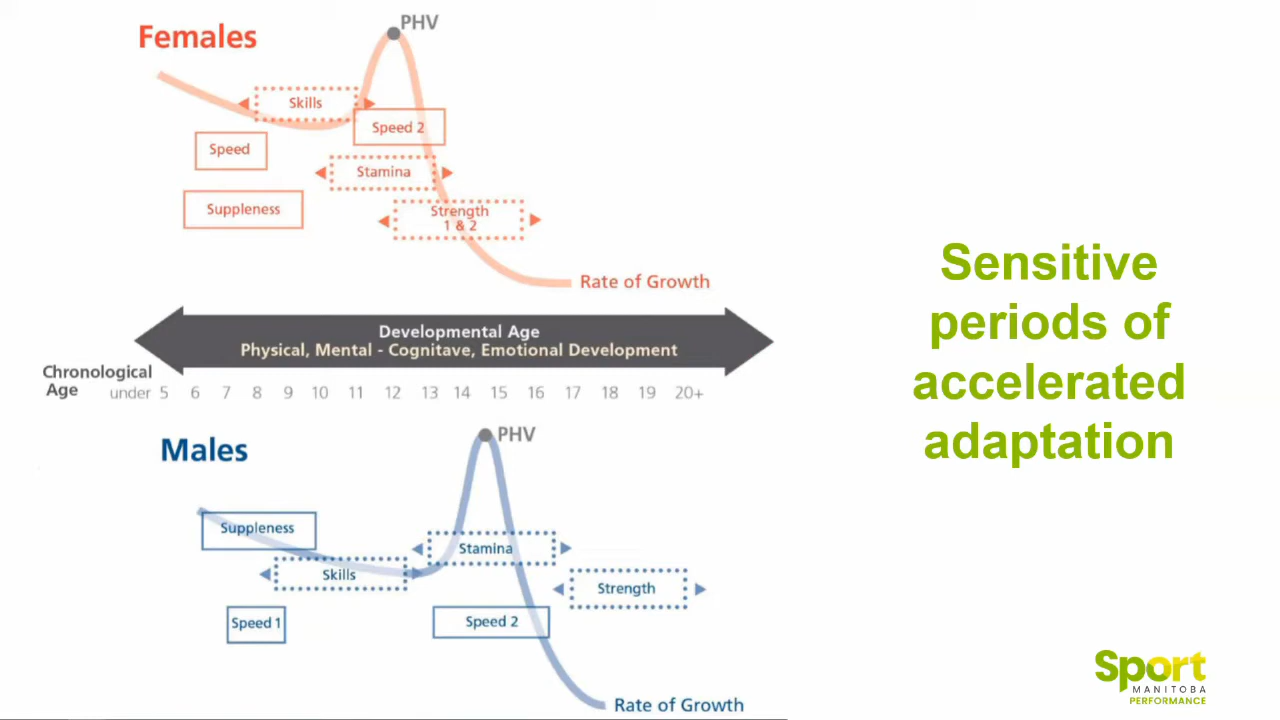 Females
PHV
Skills
Speed 2
Speed
Stamina
Suppleness
Strength
1 & 2
Rate of Growth
Developmental Age
Physical, Mental - Cognitave, Emotional Development
Chronological
Age
under 5 6 7 8 9 10 11 12 13 14 15 16 17 18 19 20+
Males
PHV
Suppleness
Stamina
Skills
Strength
Speed 1
Speed 2
Rate of Growth
Sensitive
periods of
accelerated
adaptation
Sport
MANITOBA
PERFORMANCE